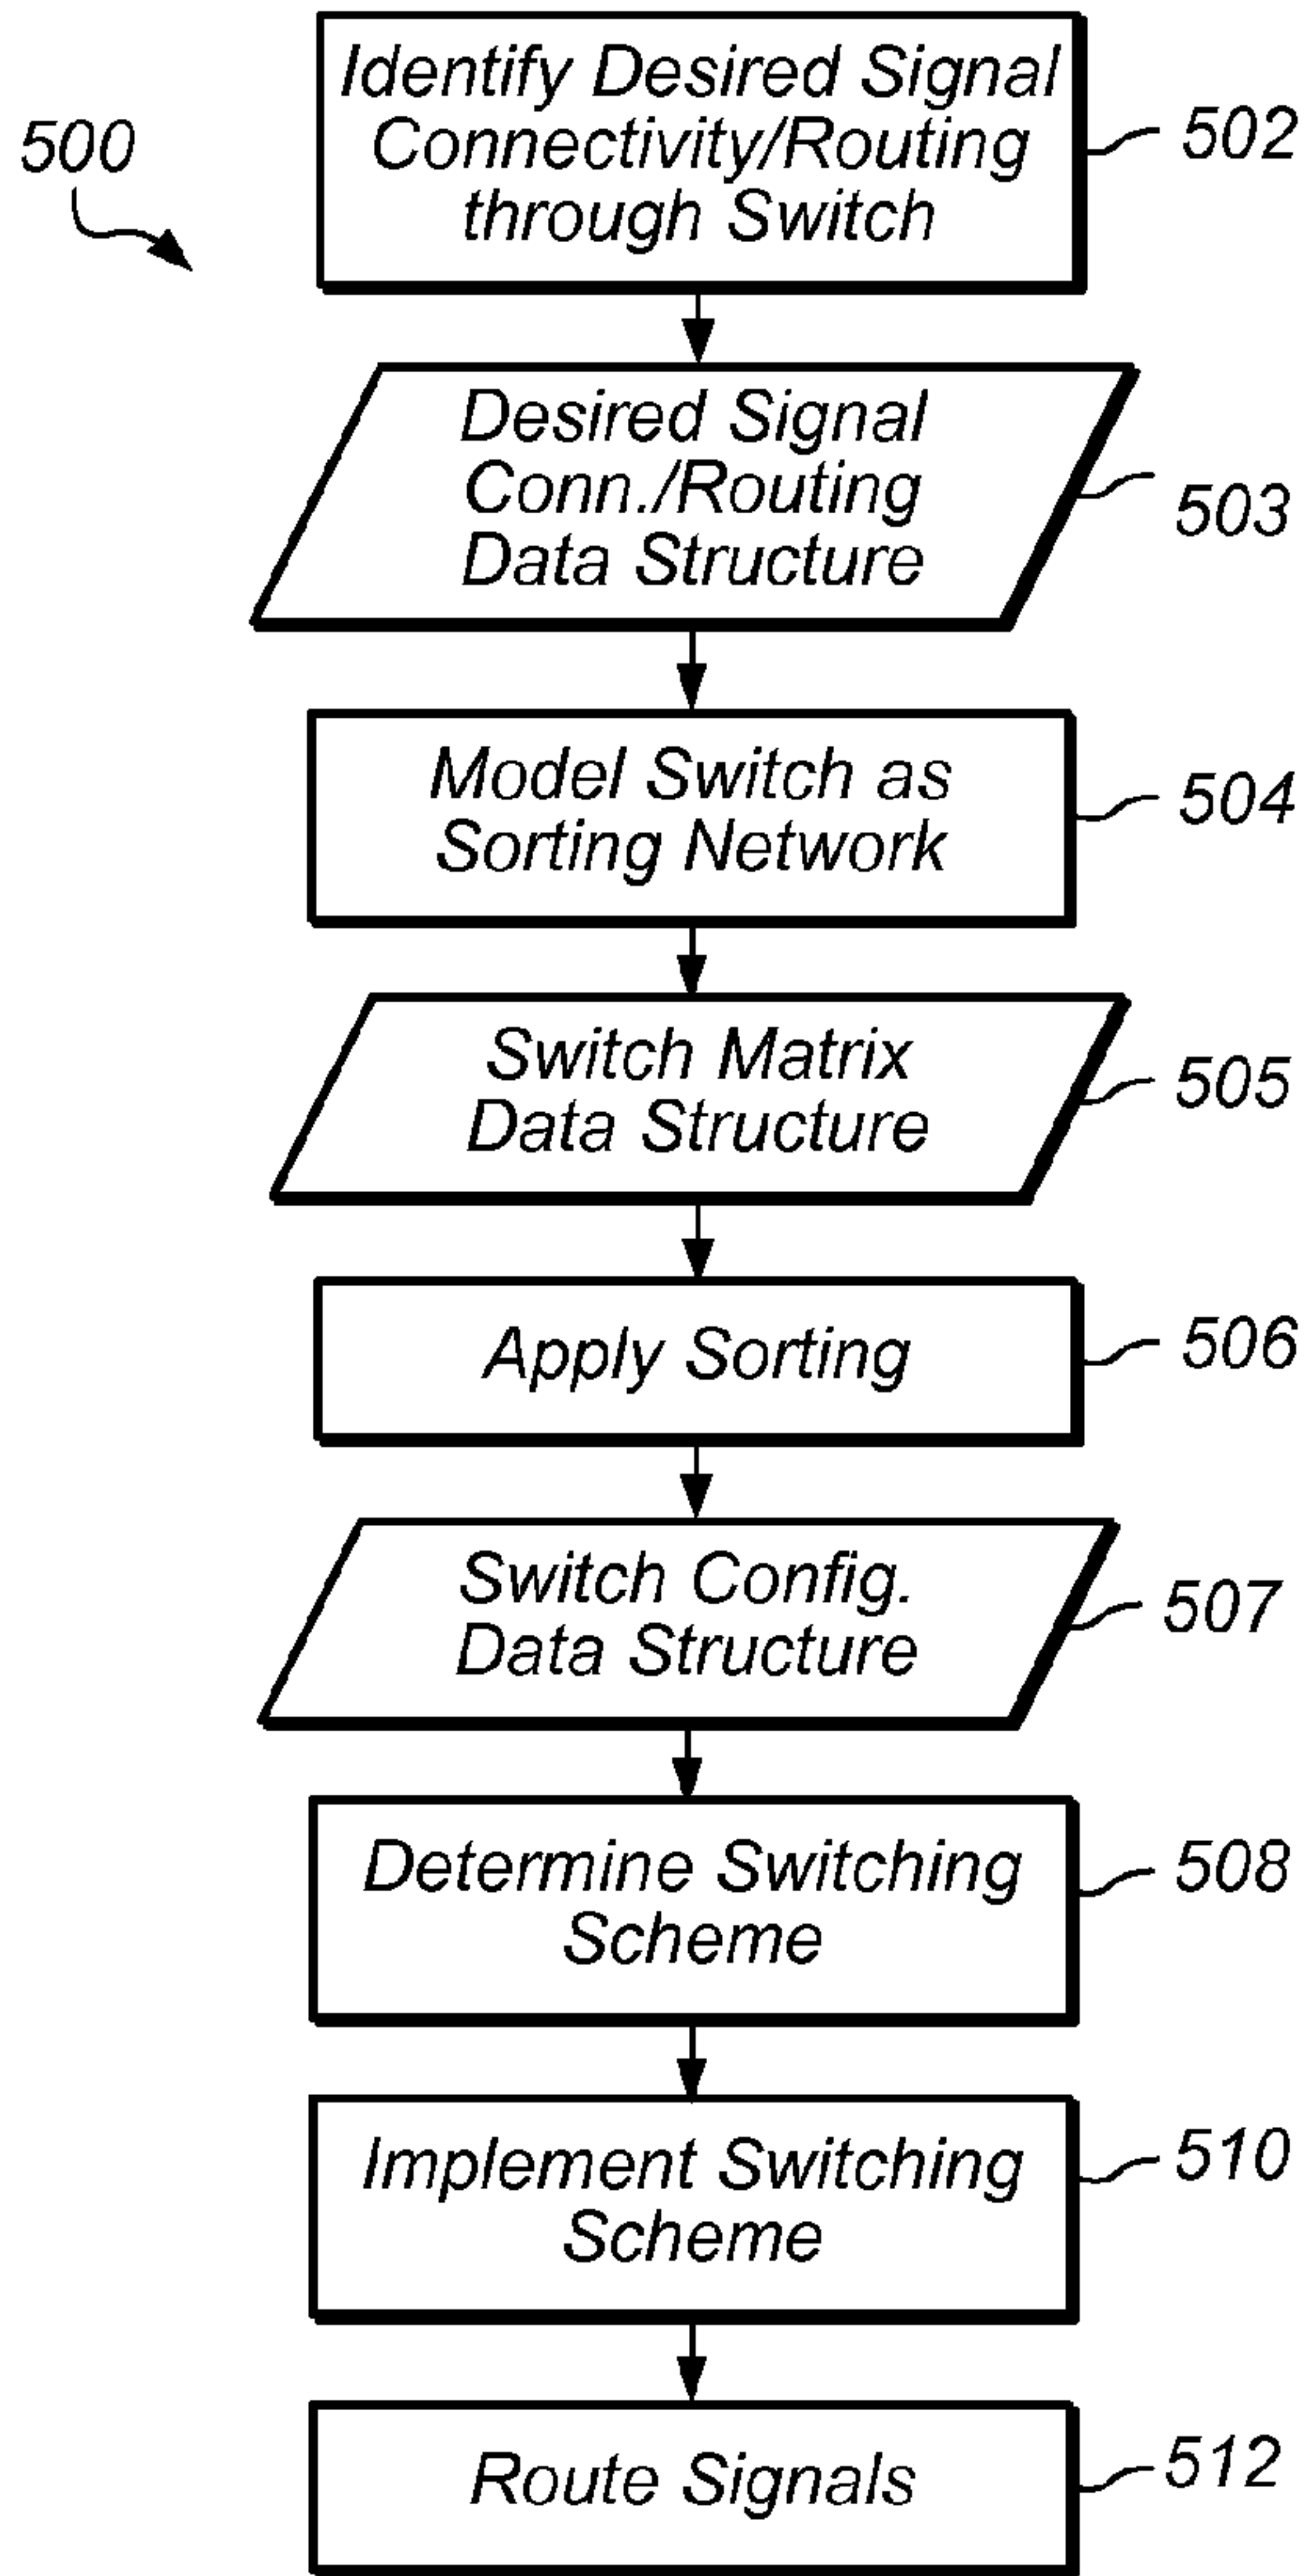 500
Identify Desired Signal
Connectivity/Routing
through Switch
502
Desired Signal
Conn./Routing
Data Structure
503
Model Switch as
Sorting Network
504
Switch Matrix
Data Structure
505
Apply Sorting
506
Switch Config.
Data Structure
507
Determine Switching
Scheme
508
Implement Switching
Scheme
510
Route Signals
512